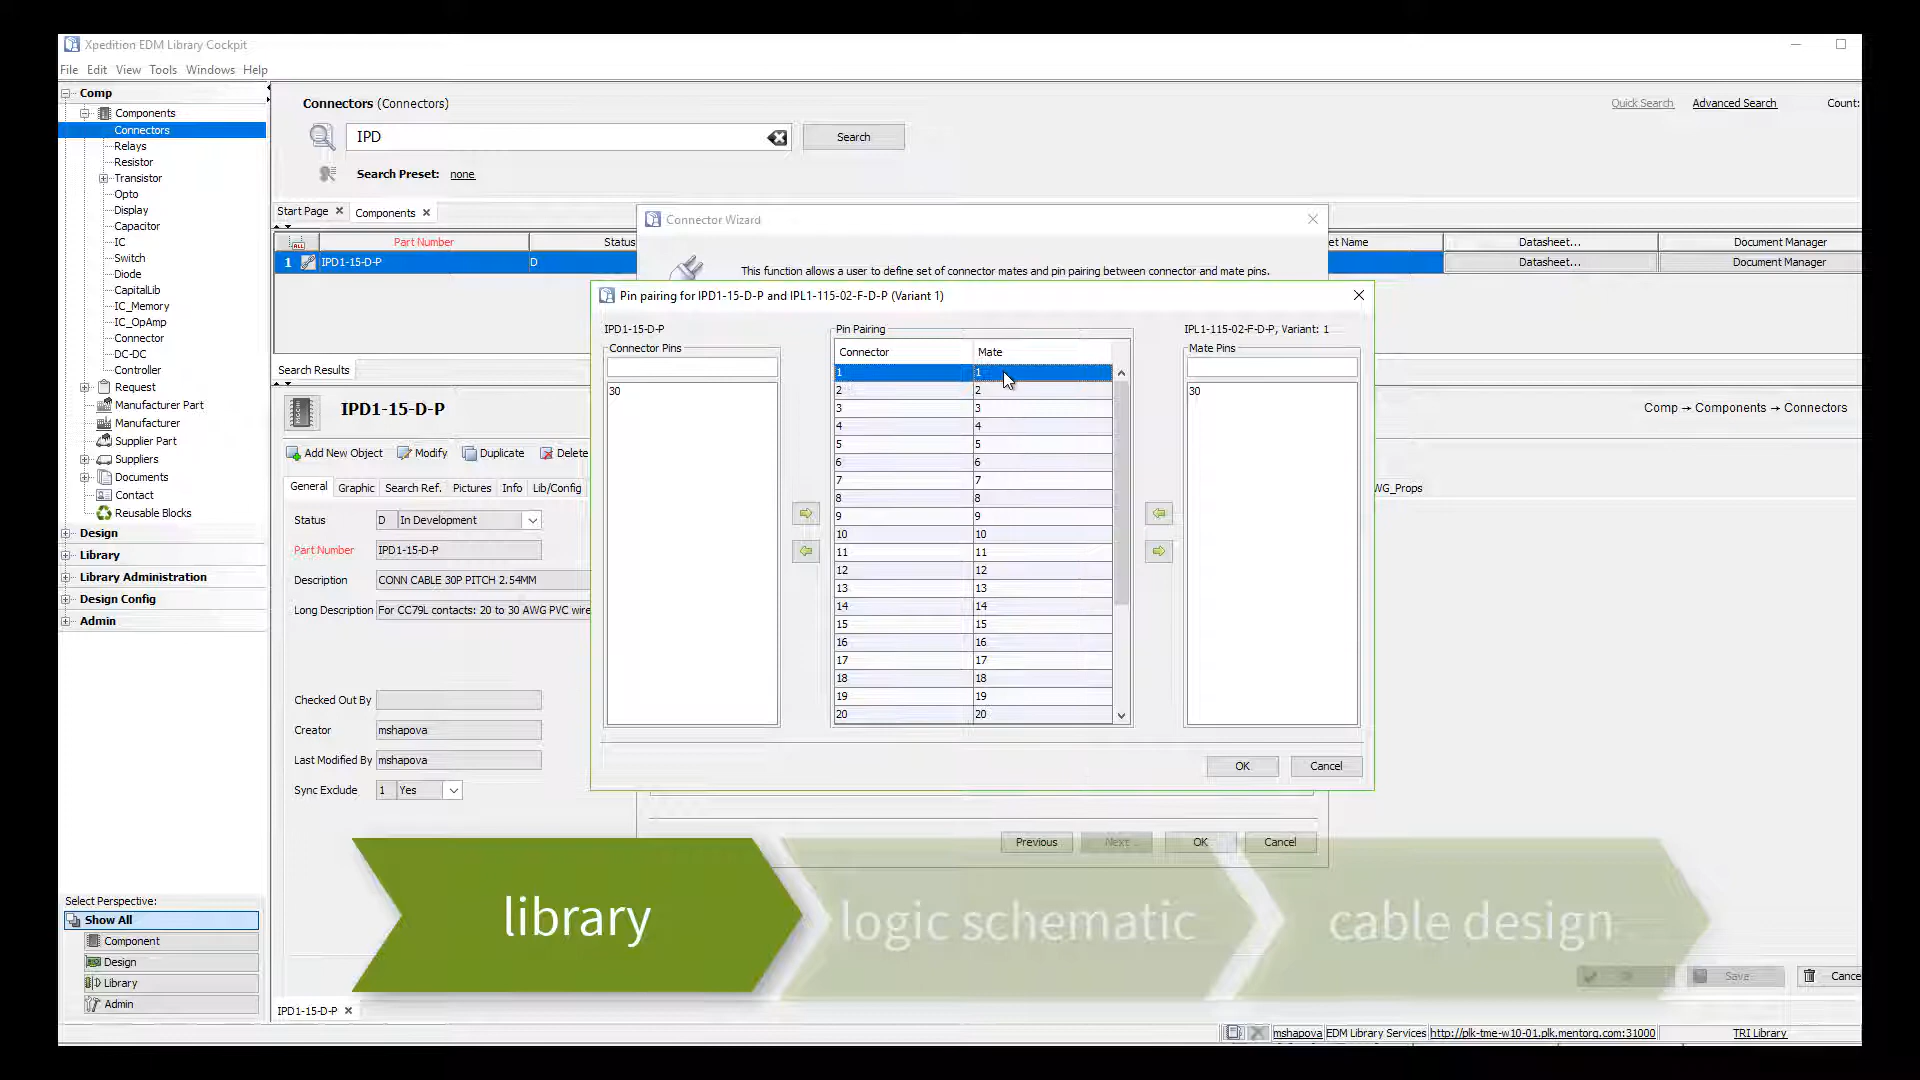 Xpedition EDM Library Cockpit
File Edit View Tools Windows Help
Comp
Components
Connectors
Relays
Resistor
Transistor
Opto
Display
Capacitor
IC
Switch
Diode
CapitalLib
IC_Memory
IC_OpAmp
Connector
DC-DC
Controller
Request
Manufacturer Part
Manufacturer
Supplier Part
Suppliers
Documents
Contact
Reusable Blocks
Design
Library
Library Administration
Design Config
Admin
Select Perspective:
Show All
Component
Design
Library
Admin
Connectors (Connectors)
Quick Search Advanced Search Count:
IPD Search
Search Preset: none
Start Page Components
ALL Part Number Status et Name Datasheet... Document Manager
1 IPD1-15-D-P D Datasheet... Document Manager
Search Results
IPD1-15-D-P
Comp → Components → Connectors
Add New Object Modify Duplicate Delete
General Graphic Search Ref. Pictures Info Lib/Config WG_Props
Status D In Development
Part Number IPD1-15-D-P
Description CONN CABLE 30P PITCH 2.54MM
Long Description For CC79L contacts: 20 to 30 AWG PVC wire
Checked Out By
Creator mshapova
Last Modified By mshapova
Sync Exclude 1 Yes
Connector Wizard
This function allows a user to define set of connector mates and pin pairing between connector and mate pins.
Pin pairing for IPD1-15-D-P and IPL1-115-02-F-D-P (Variant 1)
IPD1-15-D-P
Connector Pins
30
Pin Pairing
Connector Mate
1 1
2 2
3 3
4 4
5 5
6 6
7 7
8 8
9 9
10 10
11 11
12 12
13 13
14 14
15 15
16 16
17 17
18 18
19 19
20 20
IPL1-115-02-F-D-P, Variant: 1
Mate Pins
30
OK Cancel
Previous Next OK Cancel
library logic schematic cable design
Save Cance
IPD1-15-D-P
mshapova EDM Library Services http://plk-tme-w10-01.plk.mentorg.com:31000 TRI Library